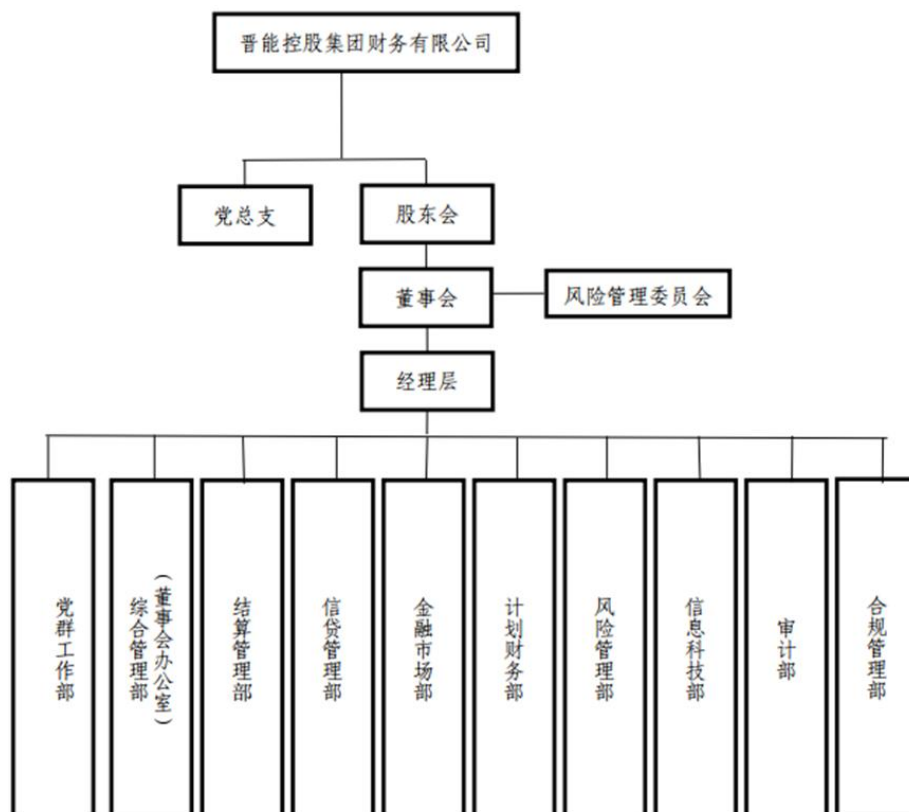 晋能控股集团财务有限公司
党总支
股东会
董事会
风险管理委员会
经理层
党群工作部
综合管理部
（董事会办公室）
结算管理部
信贷管理部
金融市场部
计划财务部
风险管理部
信息科技部
审计部
合规管理部